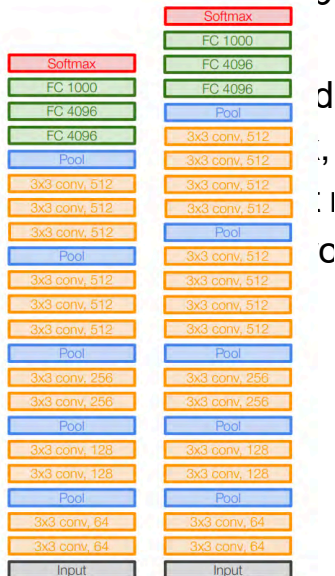 Softmax
FC 1000
FC 4096
FC 4096
Pool
3x3 conv, 512
3x3 conv, 512
3x3 conv, 512
Pool
3x3 conv, 512
3x3 conv, 512
3x3 conv, 512
Pool
3x3 conv, 256
3x3 conv, 256
Pool
3x3 conv, 128
3x3 conv, 128
Pool
3x3 conv, 64
3x3 conv, 64
Input
Softmax
FC 1000
FC 4096
FC 4096
Pool
3x3 conv, 512
3x3 conv, 512
3x3 conv, 512
3x3 conv, 512
Pool
3x3 conv, 512
3x3 conv, 512
3x3 conv, 512
3x3 conv, 512
Pool
3x3 conv, 256
3x3 conv, 256
Pool
3x3 conv, 128
3x3 conv, 128
Pool
3x3 conv, 64
3x3 conv, 64
Input